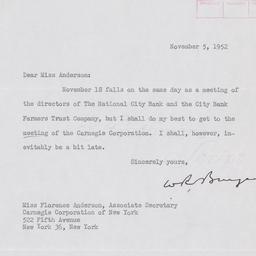 November 5, 1952
Dear Miss Anderson:
November 18 falls on the same day as a meeting of
the directors of The National City Bank and the City Bank
Farmers Trust Company, but I shall do my best to get to the
meeting of the Carnegie Corporation. I shall, however, in-
evitably be a bit late.
Sincerely yours,
Miss Florence Anderson, Associate Secretary
Carnegie Corporation of New York
522 Fifth Avenue
New York 36, New York